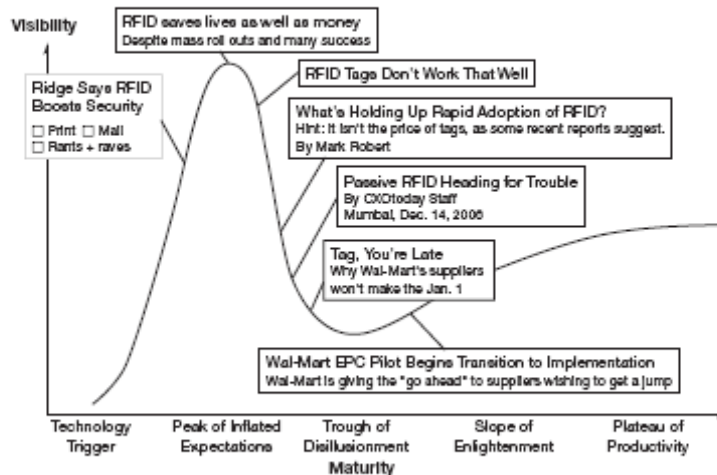 Visibility
RFID saves lives as well as money
Despite mass roll outs and many success
Ridge Says RFID
Boosts Security
Print Mail
Rants + raves
RFID Tags Don't Work That Well
What's Holding Up Rapid Adoption of RFID?
Hint: It isn't the price of tags, as some recent reports suggest.
By Mark Robert
Passive RFID Heading for Trouble
By CXOtoday Staff
Mumbai, Dec. 14, 2006
Tag, You're Late
Why Wal-Mart's suppliers
won't make the Jan. 1
Wal-Mart EPC Pilot Begins Transition to Implementation
Wal-Mart is giving the "go ahead" to suppliers wishing to get a jump
Technology
Trigger
Peak of Inflated
Expectations
Trough of
Disillusionment
Slope of
Enlightenment
Plateau of
Productivity
Maturity